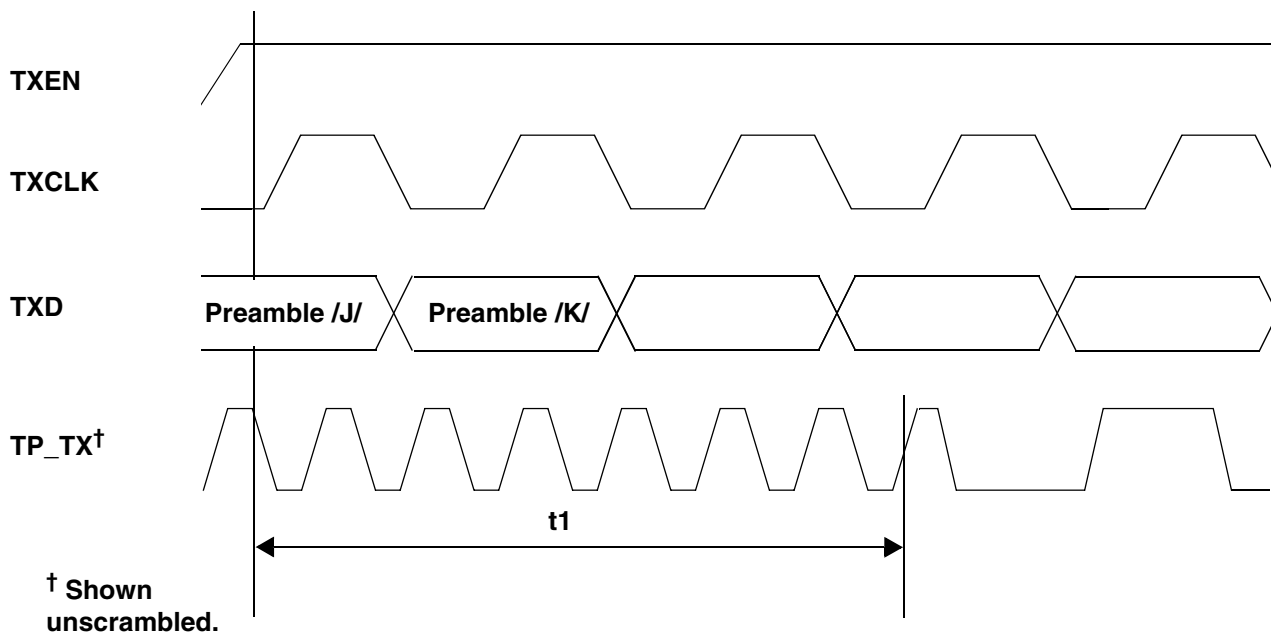 TXEN
TXCLK
TXD
Preamble /J/
Preamble /K/
TP_TX†
t1
† Shown
unscrambled.